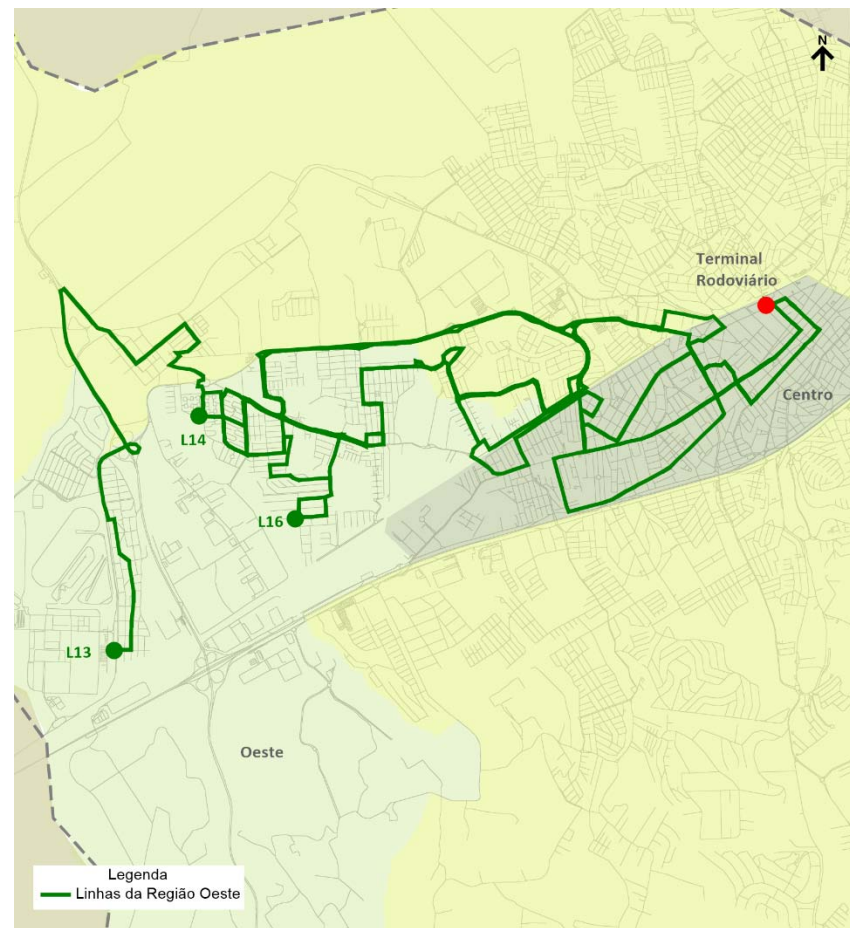 N
Terminal
Rodoviário
Centro
L14
L16
L13
Oeste
Legenda
Linhas da Região Oeste